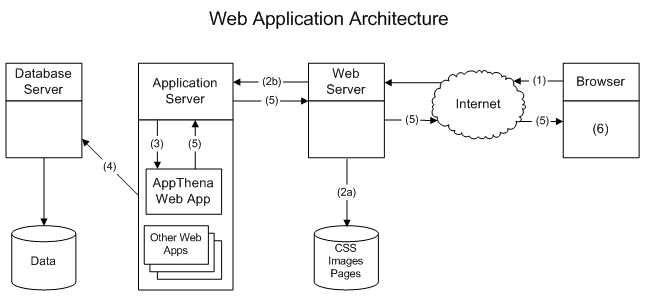 Web Application Architecture
Database
Server
Application
Server
Web
Server
Internet
Browser
(2b)
(5)
(1)
(5)
(5)
(6)
(3)
(5)
(4)
AppThena
Web App
(2a)
Other Web
Apps
Data
CSS
Images
Pages